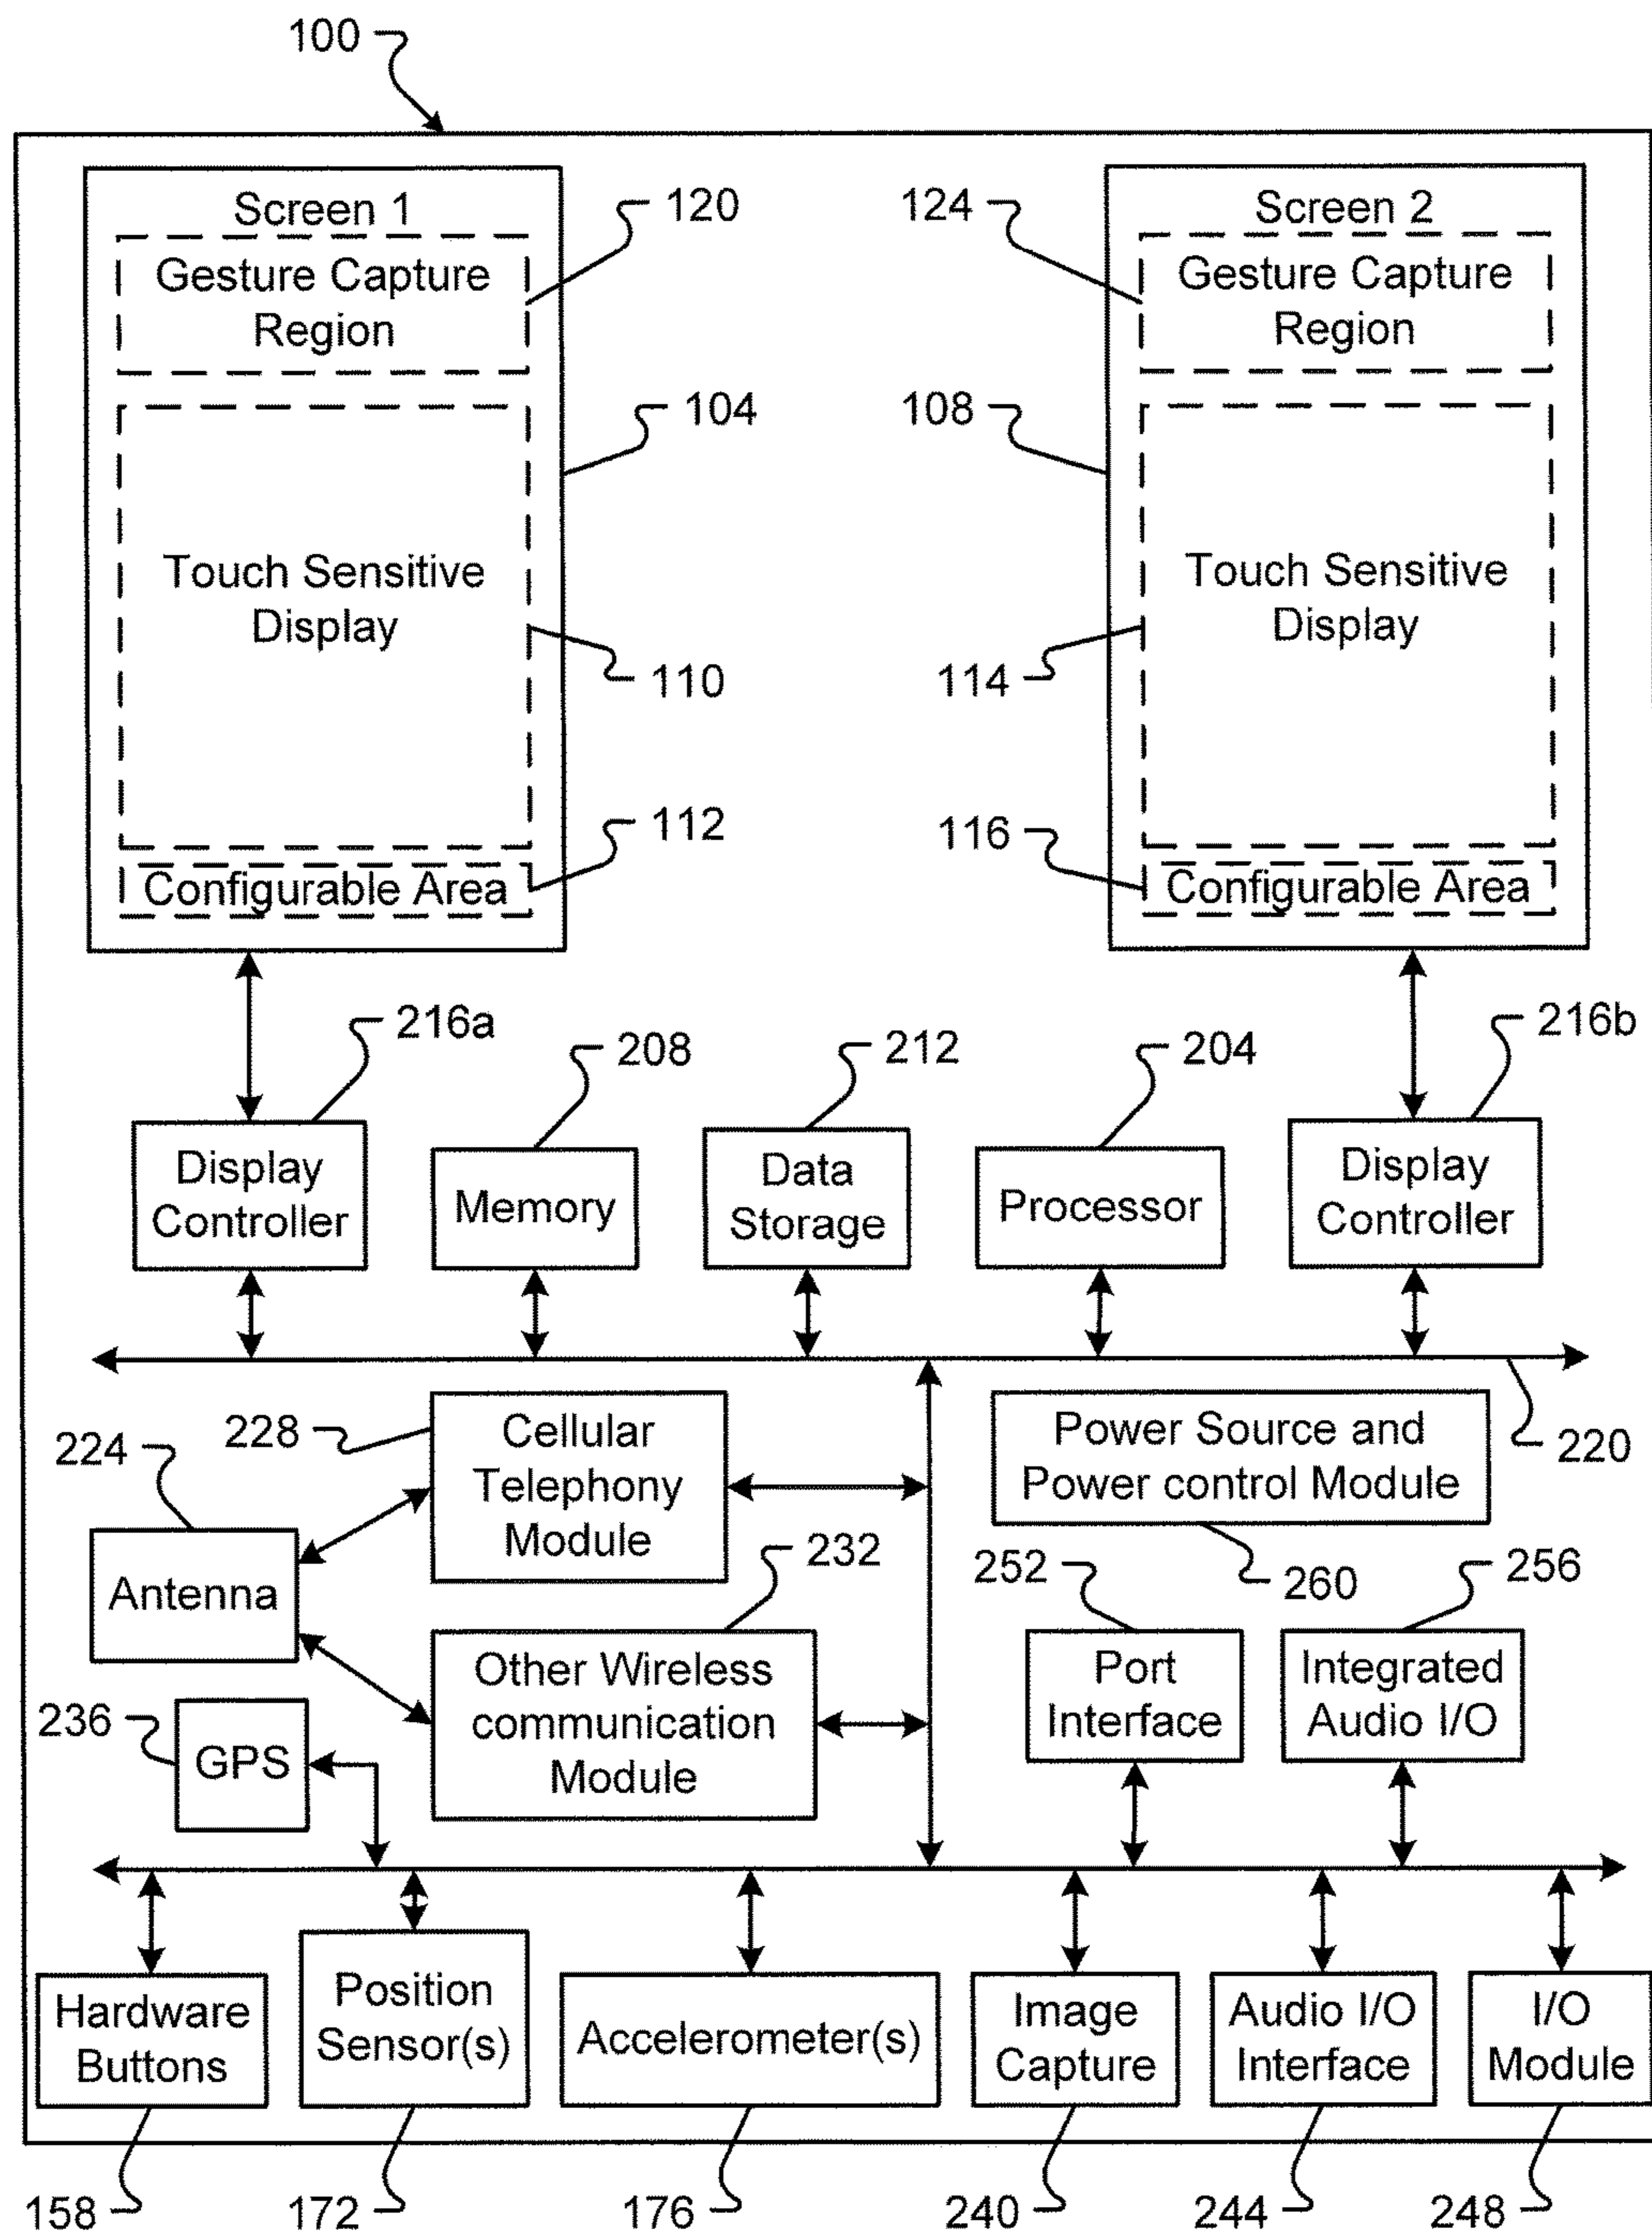 100
Screen 1
120
124
Screen 2
Gesture Capture
Region
Gesture Capture
Region
104
108
Touch Sensitive
Display
Touch Sensitive
Display
110
114
112
116
Configurable Area
Configurable Area
216a
208
212
204
216b
Display
Controller
Memory
Data
Storage
Processor
Display
Controller
228
Cellular
Telephony
Module
Power Source and
Power control Module
220
224
Antenna
232
252
260
256
Other Wireless
communication
Module
Port
Interface
Integrated
Audio I/O
236
GPS
Hardware
Buttons
Position
Sensor(s)
Accelerometer(s)
Image
Capture
Audio I/O
Interface
I/O
Module
158
172
176
240
244
248